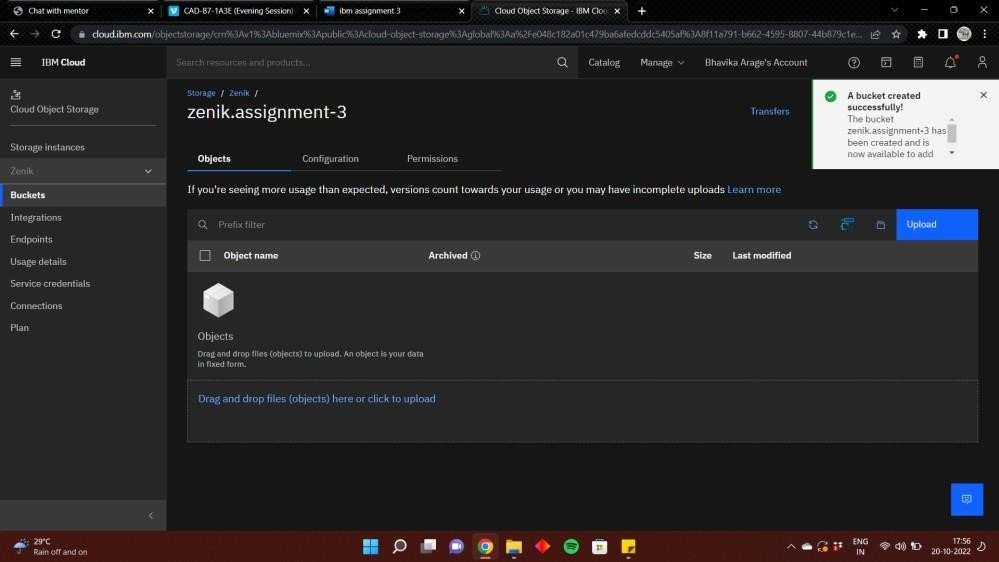 Chat with mentor
CAD-B7-1A3E (Evening Session)
ibm assignment 3
Cloud Object Storage - IBM Clou
cloud.ibm.com/objectstorage/crn%3Av1%3Abluemix%3Apublic%3Acloud-object-storage%3Aglobal%3Aa%2Fe048c182a01c479ba6afedcddc5405af%3A8f11a791-b662-4595-8807-44b879c1e...
IBM Cloud
Search resources and products...
Catalog
Manage
Bhavika Arage's Account
Cloud Object Storage
Storage instances
Zenik
Buckets
Integrations
Endpoints
Usage details
Service credentials
Connections
Plan
Storage / Zenik /
zenik.assignment-3
Transfers
A bucket created
successfully!
The bucket
zenik.assignment-3 has
been created and is
now available to add
Objects
Configuration
Permissions
If you're seeing more usage than expected, versions count towards your usage or you may have incomplete uploads Learn more
Prefix filter
Upload
Object name
Archived
Size
Last modified
Objects
Drag and drop files (objects) to upload. An object is your data
in fixed form.
Drag and drop files (objects) here or click to upload
29°C
Rain off and on
ENG
IN
17:56
20-10-2022